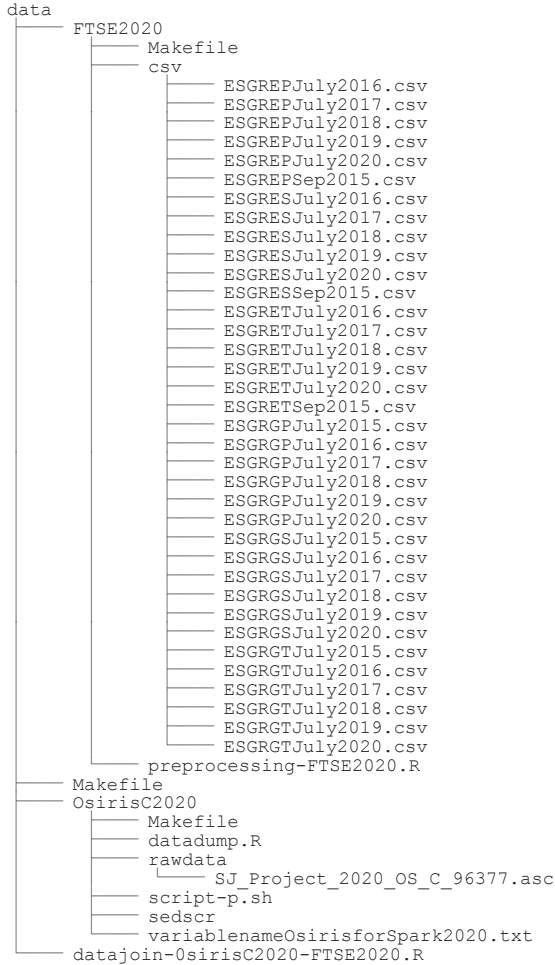 data
FTSE2020
Makefile
csv
ESGREPJuly2016.csv
ESGREPJuly2017.csv
ESGREPJuly2018.csv
ESGREPJuly2019.csv
ESGREPJuly2020.csv
ESGREPSep2015.csv
ESGRESJuly2016.csv
ESGRESJuly2017.csv
ESGRESJuly2018.csv
ESGRESJuly2019.csv
ESGRESJuly2020.csv
ESGRESSep2015.csv
ESGRETJuly2016.csv
ESGRETJuly2017.csv
ESGRETJuly2018.csv
ESGRETJuly2019.csv
ESGRETJuly2020.csv
ESGRETSep2015.csv
ESGRGPJuly2015.csv
ESGRGPJuly2016.csv
ESGRGPJuly2017.csv
ESGRGPJuly2018.csv
ESGRGPJuly2019.csv
ESGRGPJuly2020.csv
ESGRGSJuly2015.csv
ESGRGSJuly2016.csv
ESGRGSJuly2017.csv
ESGRGSJuly2018.csv
ESGRGSJuly2019.csv
ESGRGSJuly2020.csv
ESGRGTJuly2015.csv
ESGRGTJuly2016.csv
ESGRGTJuly2017.csv
ESGRGTJuly2018.csv
ESGRGTJuly2019.csv
ESGRGTJuly2020.csv
preprocessing-FTSE2020.R
Makefile
OsirisC2020
Makefile
datadump.R
rawdata
SJ_Project_2020_OS_C_96377.asc
script-p.sh
sedscr
variablenameOsirisforSpark2020.txt
datajoin-0sirisC2020-FTSE2020.R